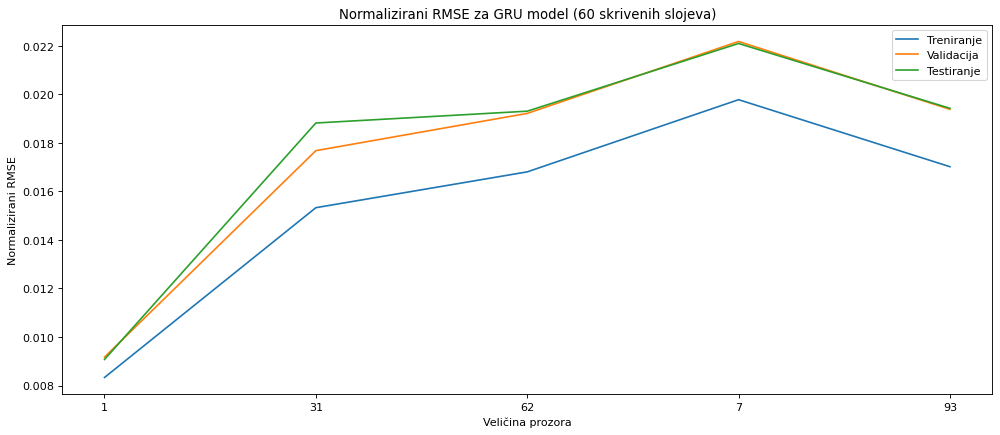 Normalizirani RMSE za GRU model (60 skrivenih slojeva)
Treniranje
Validacija
Testiranje
Normalizirani RMSE
0.022
0.020
0.018
0.016
0.014
0.012
0.010
0.008
1 31 62 7 93
Veličina prozora